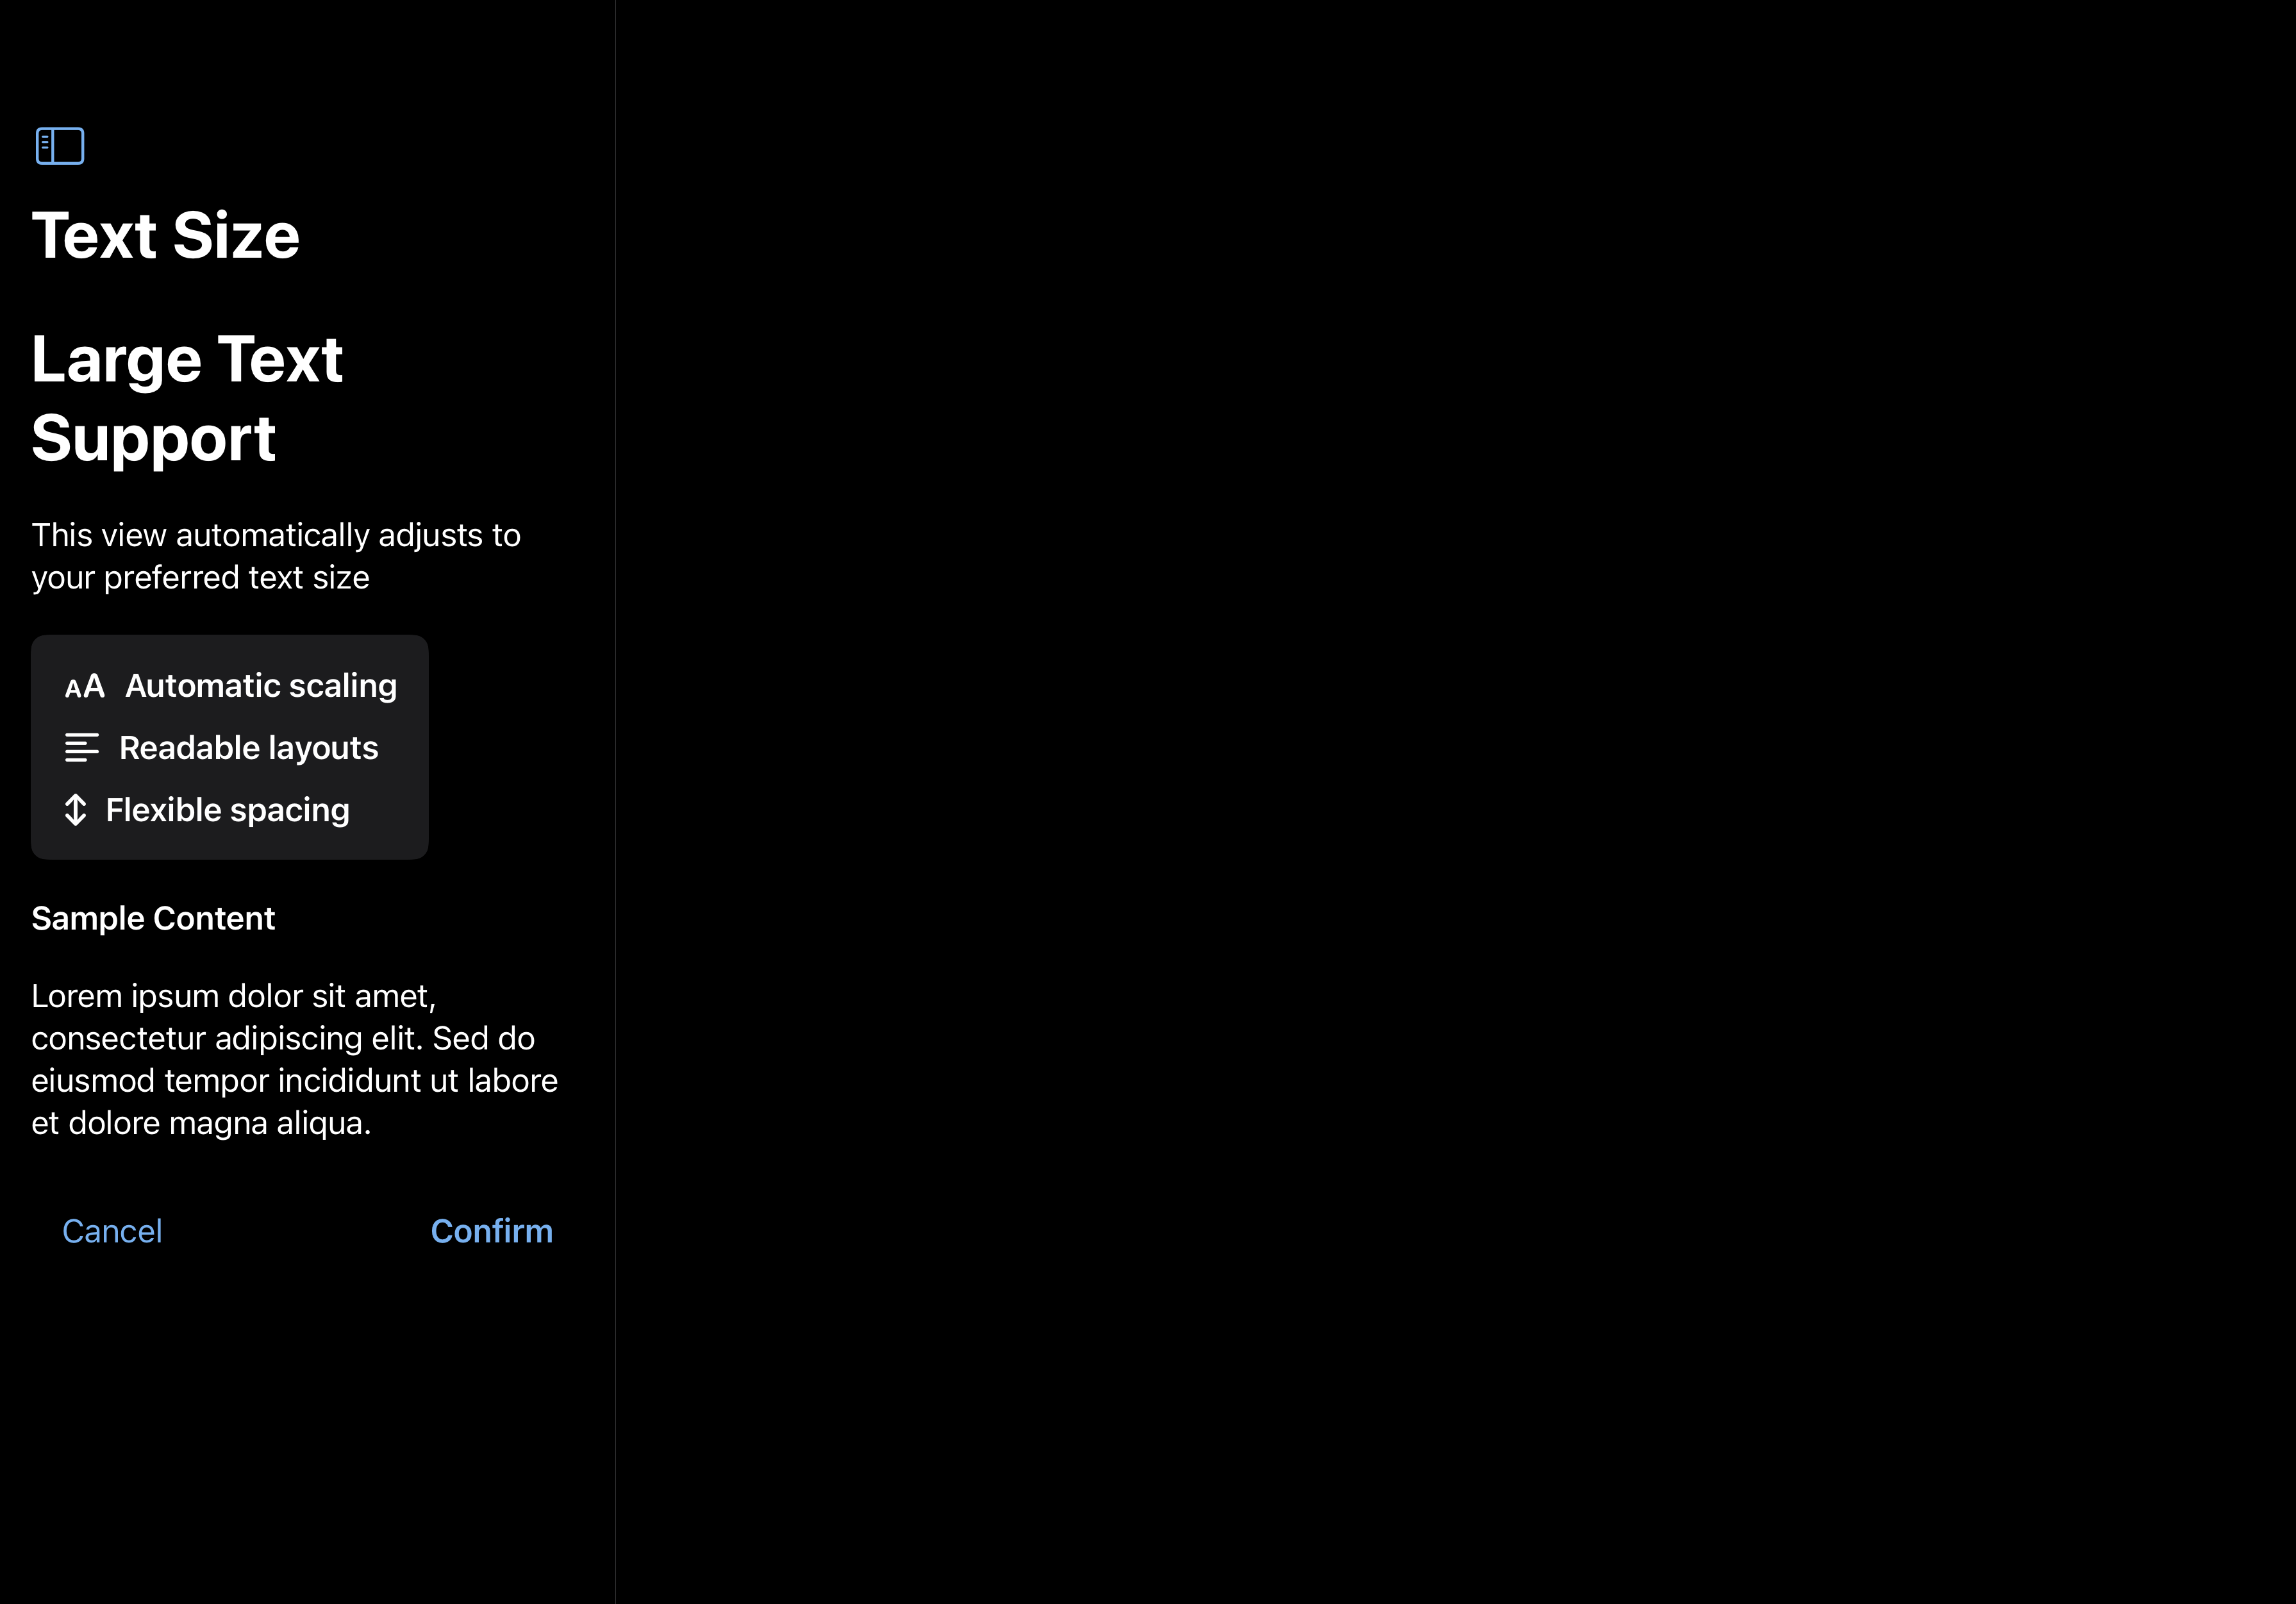 Text Size
Large Text
Support
This view automatically adjusts to
your preferred text size
AA Automatic scaling
Readable layouts
Flexible spacing
Sample Content
Lorem ipsum dolor sit amet,
consectetur adipiscing elit. Sed do
eiusmod tempor incididunt ut labore
et dolore magna aliqua.
Cancel Confirm